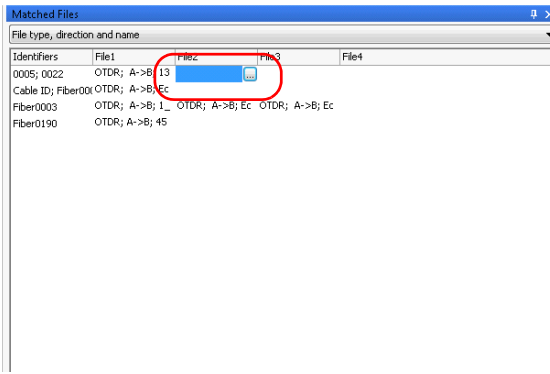 Matched Files
File type, direction and name
Identifiers File1 File2 File3 File4
0005; 0022 OTDR; A->B; 13 ...
Cable ID; Fiber00( OTDR; A->B; Ec
Fiber0003 OTDR; A->B; 1_ OTDR; A->B; Ec OTDR; A->B; Ec
Fiber0190 OTDR; A->B; 45